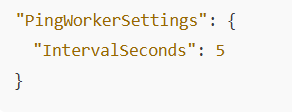 "PingWorkerSettings": {
"IntervalSeconds": 5
}